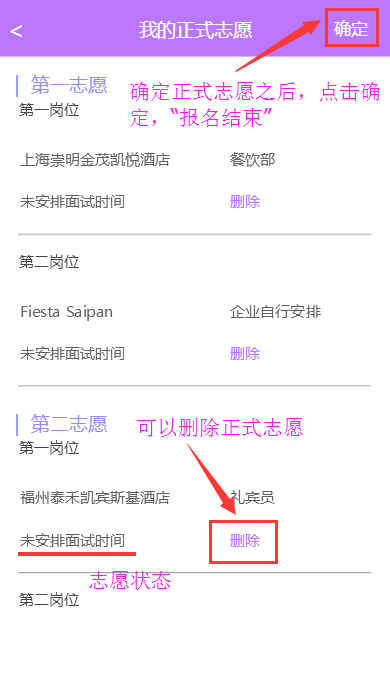 <
我的正式志愿
确定
第一志愿
确定正式志愿之后，点击确
定，“报名结束”
第一岗位
上海崇明金茂凯悦酒店 餐饮部
未安排面试时间 删除
第二岗位
Fiesta Saipan 企业自行安排
未安排面试时间 删除
第二志愿
可以删除正式志愿
第一岗位
福州泰禾凯宾斯基酒店 礼宾员
未安排面试时间 删除
志愿状态
第二岗位